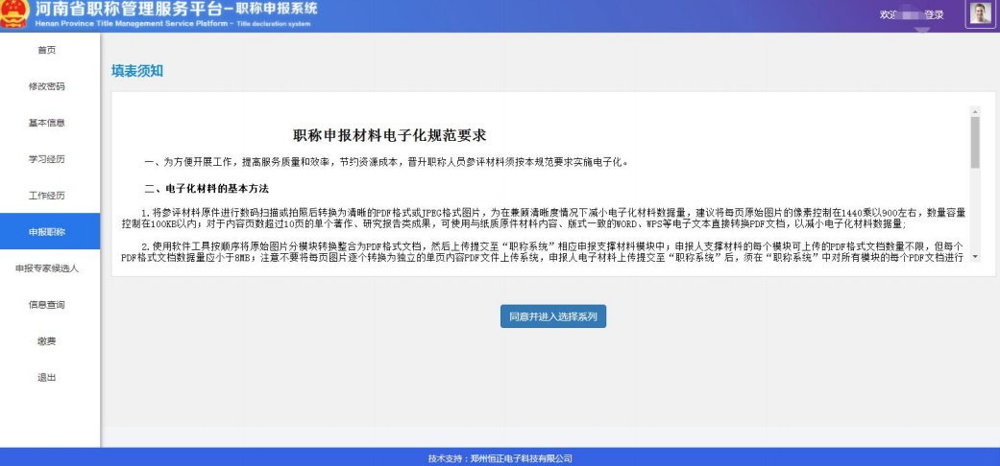 河南省职称管理服务平台-职称申报系统
Henan Province Title Management Service Platform - Title declaration system
欢迎 登录
首页
修改密码
基本信息
学习经历
工作经历
申报职称
申报专家候选人
信息查询
缴费
退出
填表须知
职称申报材料电子化规范要求
一、为方便开展工作，提高服务质量和效率，节约资源成本，晋升职称人员参评材料须按本规范要求实施电子化。
二、电子化材料的基本方法
1.将参评材料原件进行数码扫描或拍照后转换为清晰的PDF格式或JPEG格式图片，为在兼顾清晰度情况下减小电子化材料数据量，建议将每页原始图片的像素控制在1440乘以900左右，数量容量
控制在100KB以内；对于内容页数超过10页的单个著作、研究报告类成果，可使用与纸质原件材料内容、版式一致的WORD、WPS等电子文本直接转换PDF文档，以减小电子化材料数据量;
2.使用软件工具按顺序将原始图片分模块转换整合为PDF格式文档，然后上传提交至“职称系统”相应申报支撑材料模块中；申报人支撑材料的每个模块可上传的PDF格式文档数量不限，但每个
PDF格式文档数据量应小于8MB；注意不要将每页图片逐个转换为独立的单页内容PDF文件上传系统，申报人电子材料上传提交至“职称系统”后，须在“职称系统”中对所有模块的每个PDF文档进行
同意并进入选择系列
技术支持：郑州恒正电子科技有限公司